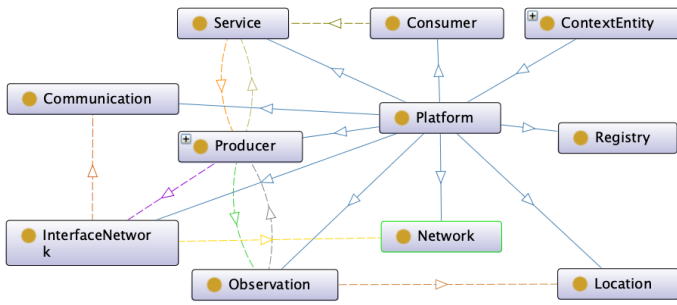 Service
Consumer
ContextEntity
Communication
Platform
Registry
Producer
InterfaceNetwor
k
Network
Observation
Location